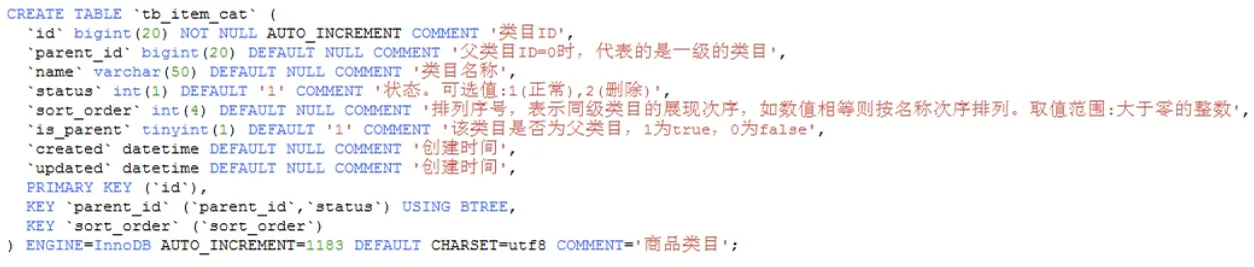 CREATE TABLE `tb_item_cat` (
`id` bigint(20) NOT NULL AUTO_INCREMENT COMMENT '类目ID',
`parent_id` bigint(20) DEFAULT NULL COMMENT '父类目ID=0时，代表的是一级的类目',
`name` varchar(50) DEFAULT NULL COMMENT '类目名称',
`status` int(1) DEFAULT '1' COMMENT '状态。可选值:1(正常),2(删除)',
`sort_order` int(4) DEFAULT NULL COMMENT '排列序号，表示同级类目的展现次序，如数值相等则按名称次序排列。取值范围:大于零的整数',
`is_parent` tinyint(1) DEFAULT '1' COMMENT '该类目是否为父类目，1为true，0为false',
`created` datetime DEFAULT NULL COMMENT '创建时间',
`updated` datetime DEFAULT NULL COMMENT '创建时间',
PRIMARY KEY (`id`),
KEY `parent_id` (`parent_id`,`status`) USING BTREE,
KEY `sort_order` (`sort_order`)
) ENGINE=InnoDB AUTO_INCREMENT=1183 DEFAULT CHARSET=utf8 COMMENT='商品类目';